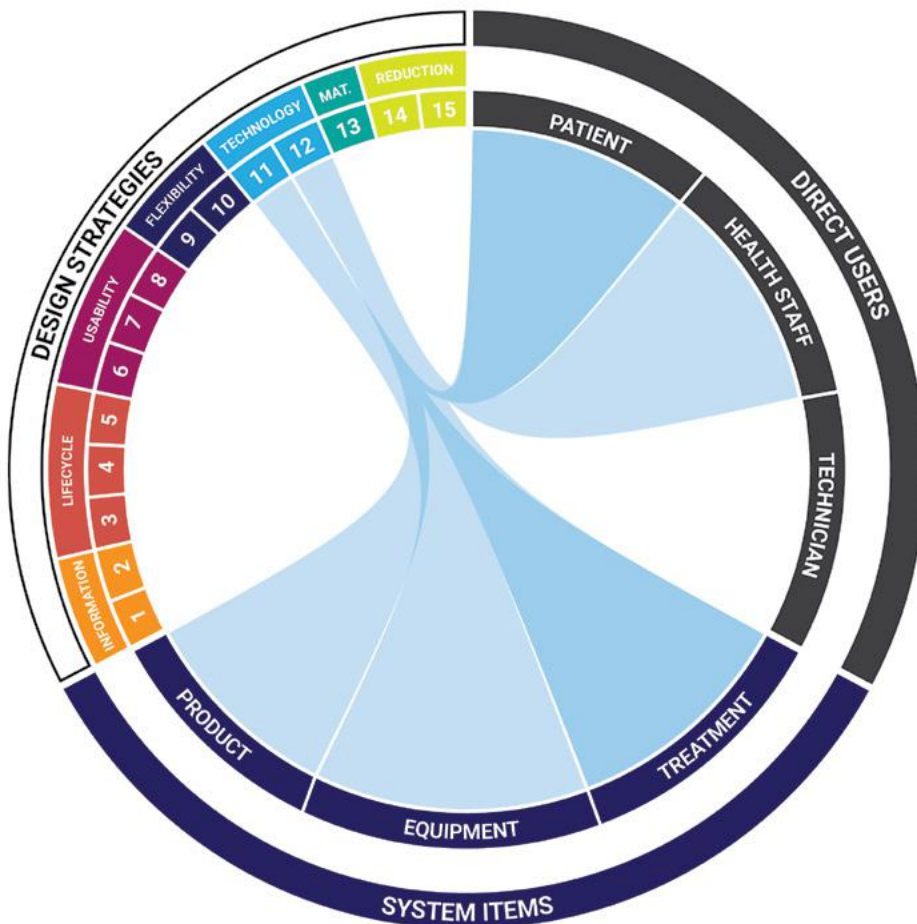 DESIGN STRATEGIES
INFORMATION
LIFECYCLE
USABILITY
FLEXIBILITY
TECHNOLOGY
MAT.
REDUCTION
1
2
3
4
5
6
7
8
9
10
11
12
13
14
15
DIRECT USERS
PATIENT
HEALTH STAFF
TECHNICIAN
TREATMENT
EQUIPMENT
PRODUCT
SYSTEM ITEMS